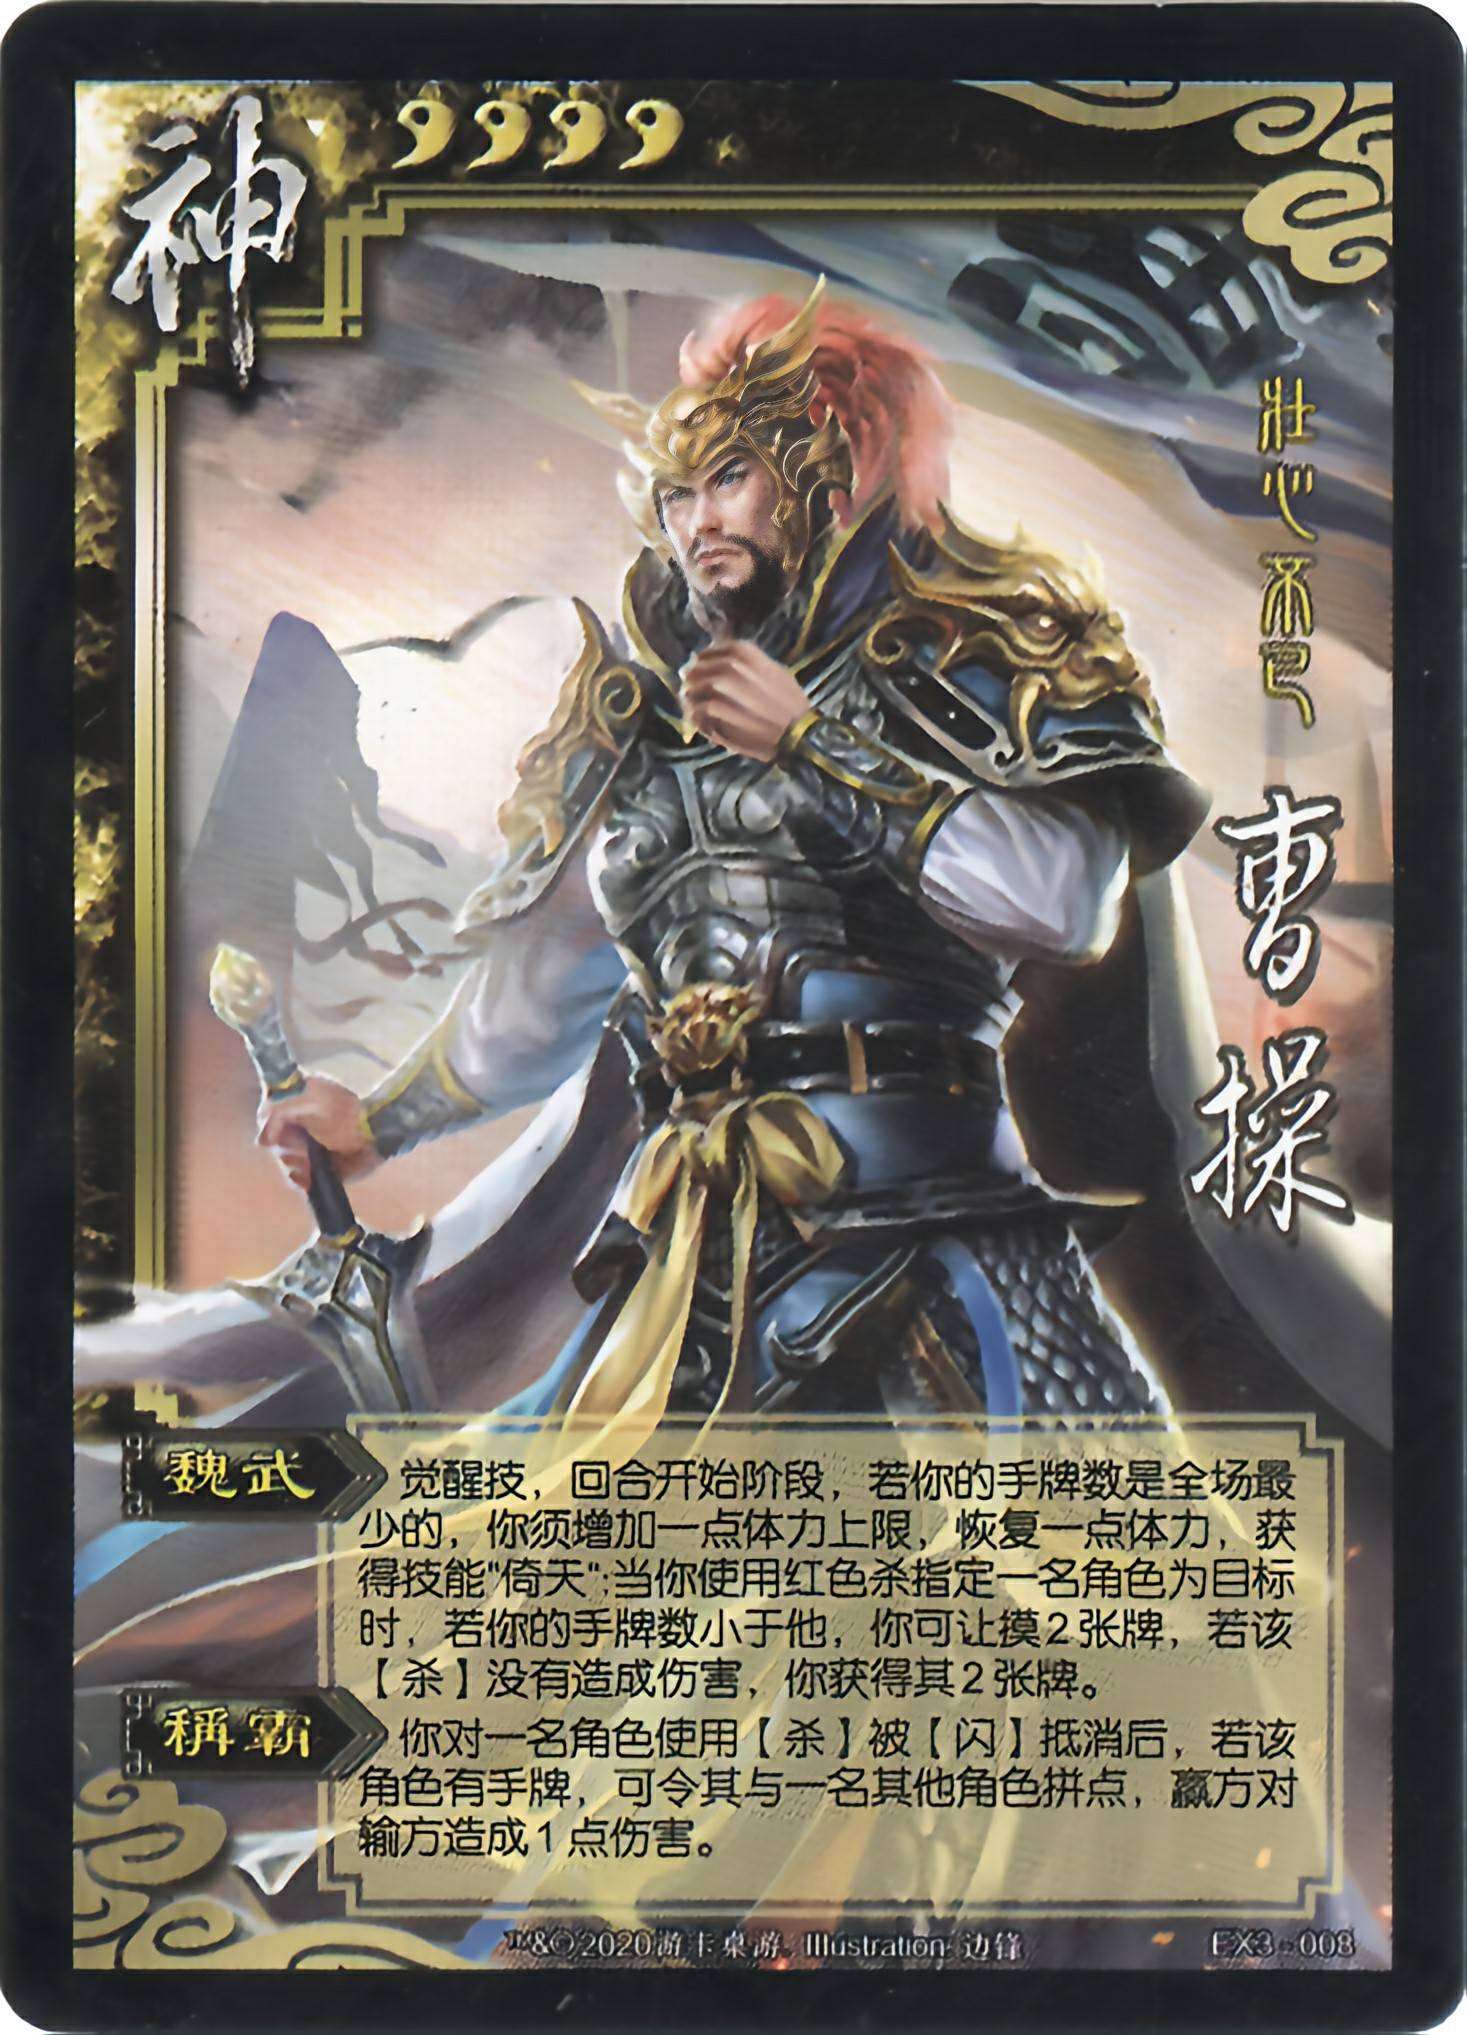 神
壯心不已
曹操
魏武
觉醒技，回合开始阶段，若你的手牌数是全场最
少的，你须增加一点体力上限，恢复一点体力，获
得技能"倚天";当你使用红色杀指定一名角色为目标
时，若你的手牌数小于他，你可让摸2张牌，若该
【杀】没有造成伤害，你获得其2张牌。
稱霸
你对一名角色使用【杀】被【闪】抵消后，若该
角色有手牌，可令其与一名其他角色拼点，赢方对
输方造成1点伤害。
™&©2020游卡桌游. Illustration 边锋
EX3-008